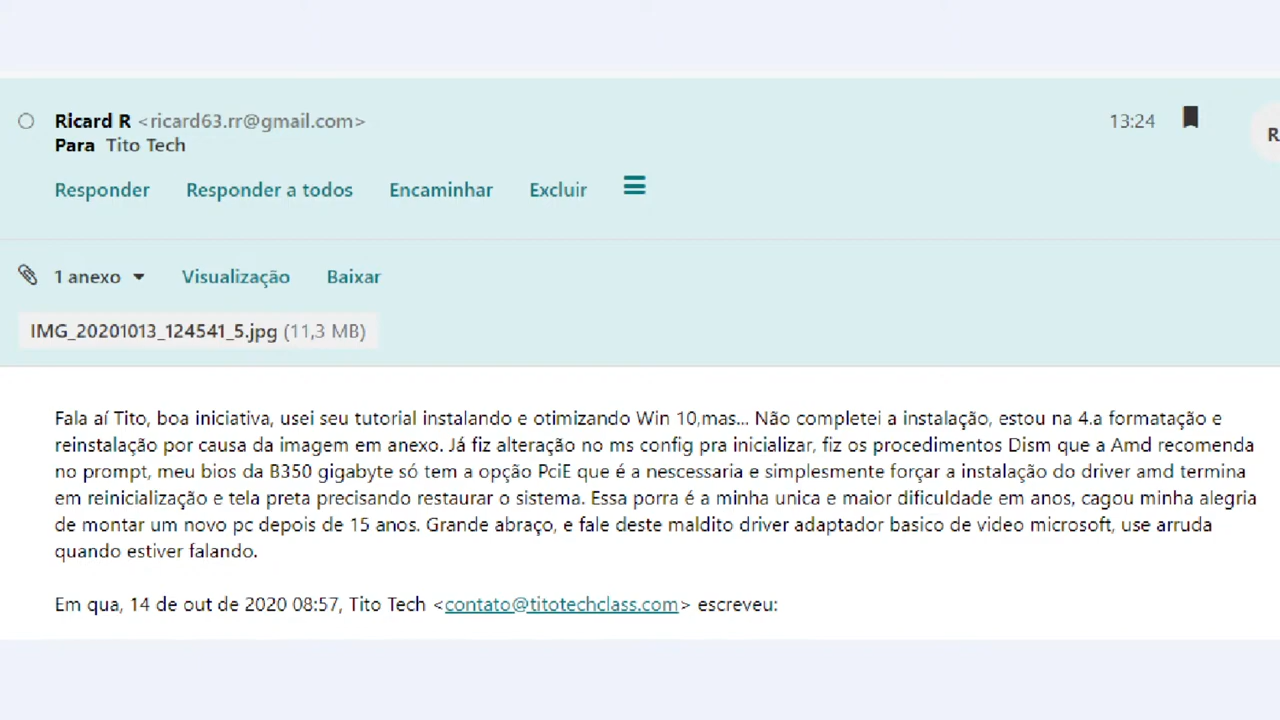 Ricard R <ricard63.rr@gmail.com>
13:24
R
Para Tito Tech
Responder Responder a todos Encaminhar Excluir
1 anexo Visualização Baixar
IMG_20201013_124541_5.jpg (11,3 MB)
Fala aí Tito, boa iniciativa, usei seu tutorial instalando e otimizando Win 10,mas... Não completei a instalação, estou na 4.a formatação e
reinstalação por causa da imagem em anexo. Já fiz alteração no ms config pra inicializar, fiz os procedimentos Dism que a Amd recomenda
no prompt, meu bios da B350 gigabyte só tem a opção PciE que é a nescessaria e simplesmente forçar a instalação do driver amd termina
em reinicialização e tela preta precisando restaurar o sistema. Essa porra é a minha unica e maior dificuldade em anos, cagou minha alegria
de montar um novo pc depois de 15 anos. Grande abraço, e fale deste maldito driver adaptador basico de video microsoft, use arruda
quando estiver falando.
Em qua, 14 de out de 2020 08:57, Tito Tech <contato@titotechclass.com> escreveu: